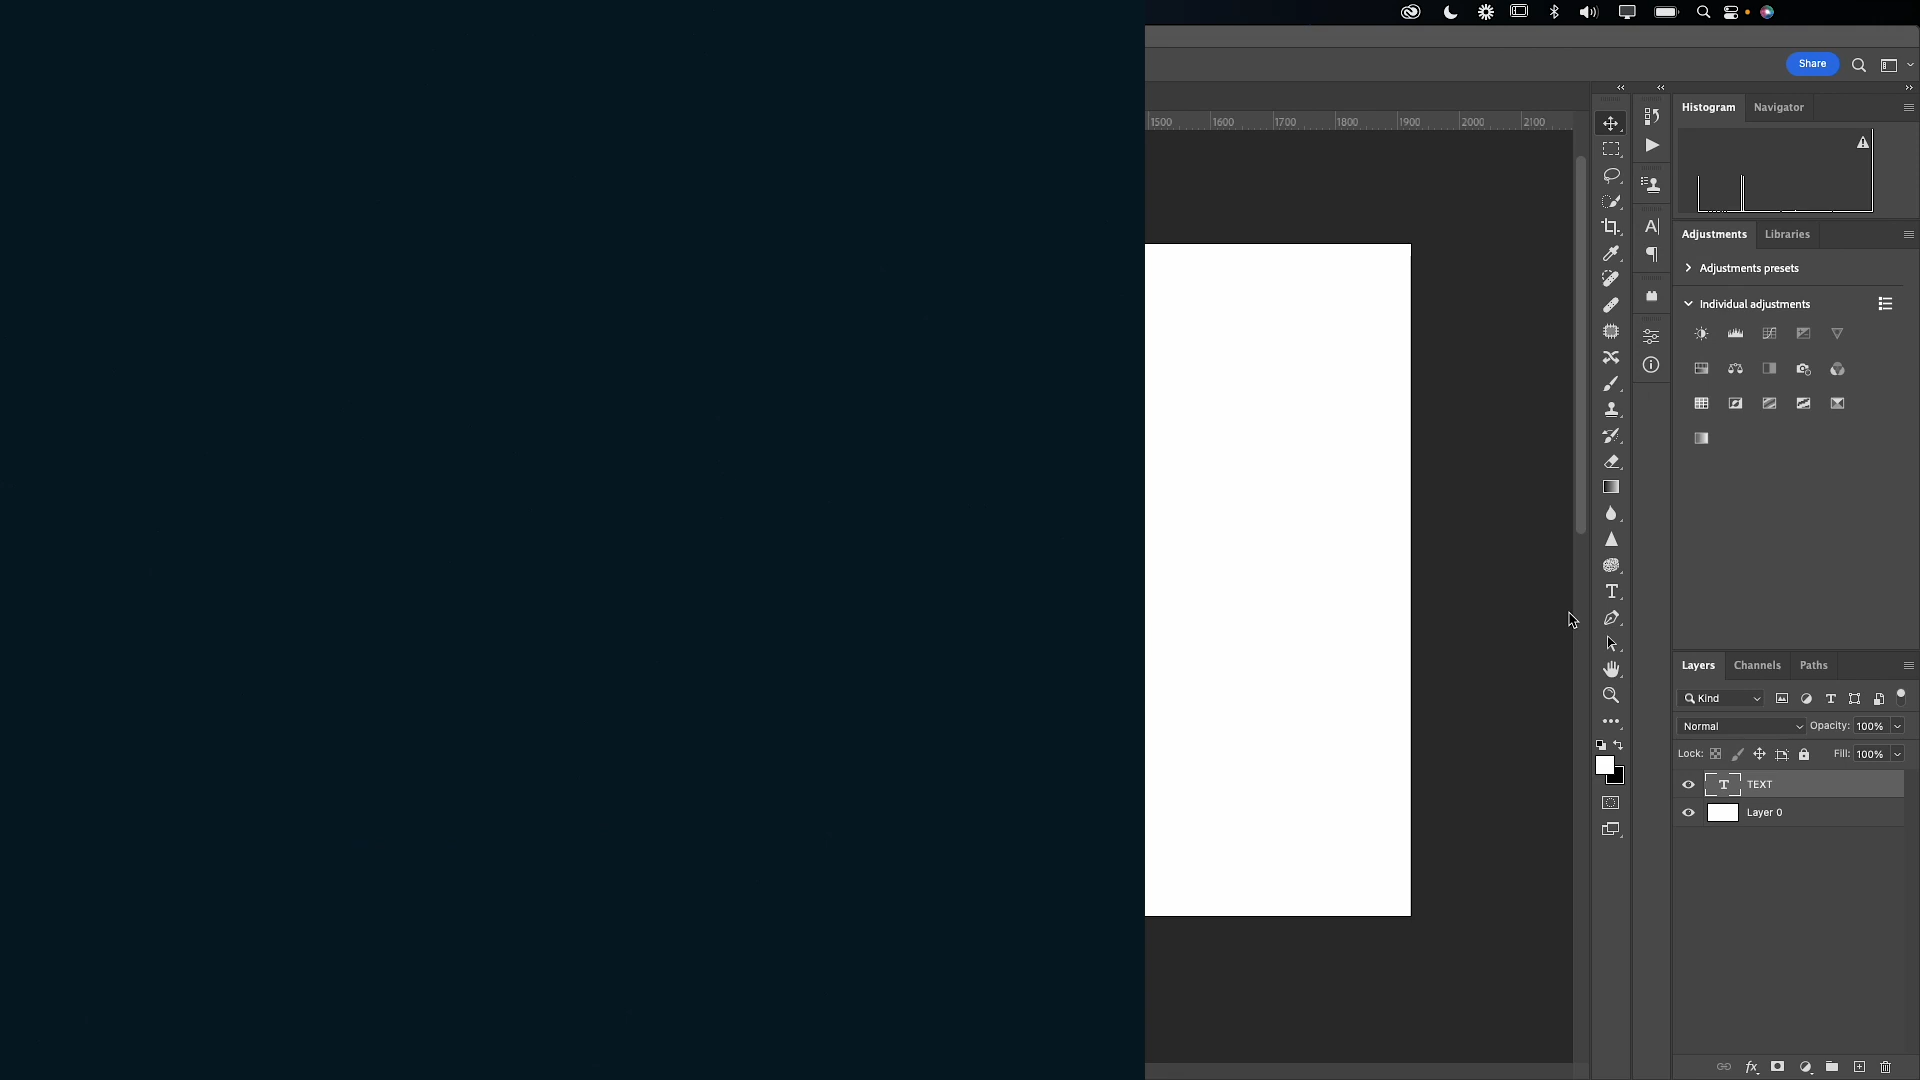 Share
1500 1600 1700 1800 1900 2000 2100
Histogram Navigator
Adjustments Libraries
Adjustments presets
Individual adjustments
Layers Channels Paths
Kind
Normal Opacity: 100%
Lock: Fill: 100%
TEXT
Layer 0